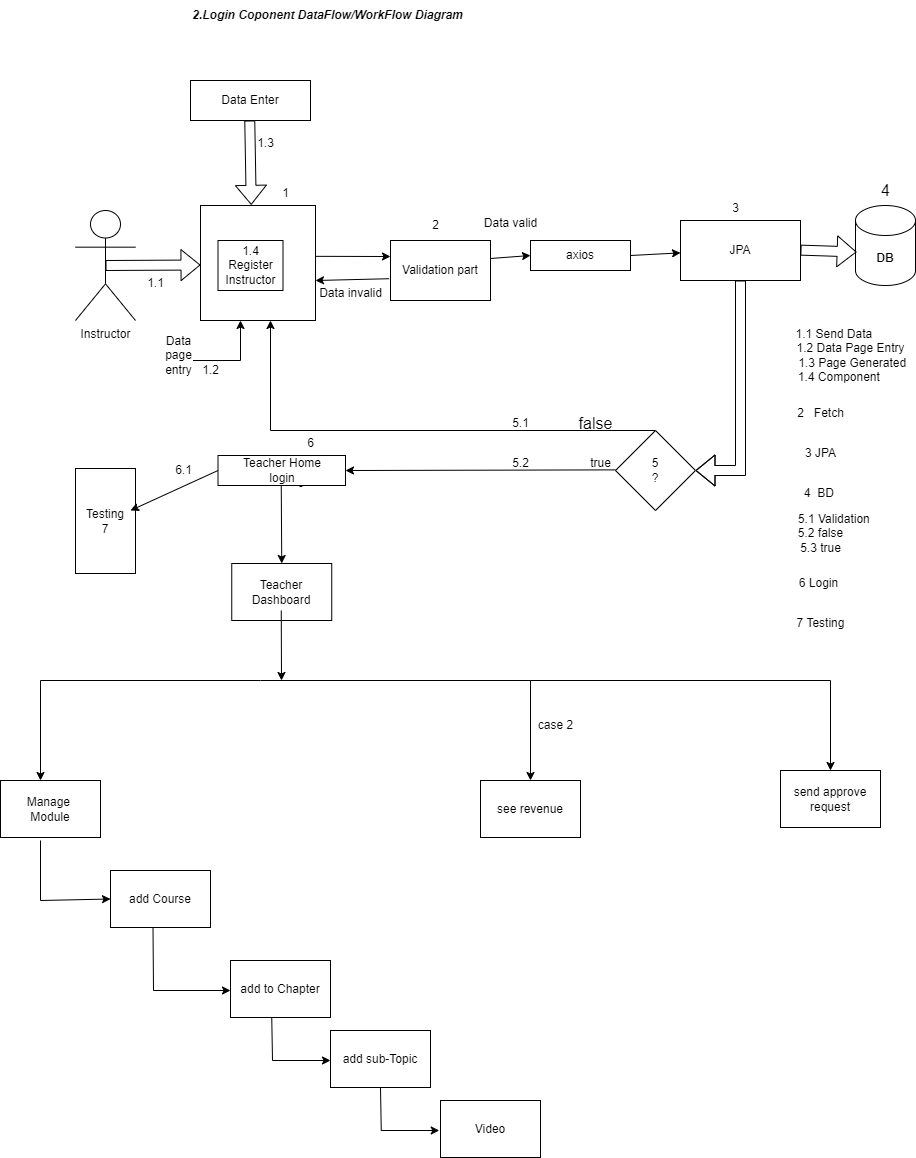 2.Login Coponent DataFlow/WorkFlow Diagram
Data Enter
1.3
1
4
3
2
Data valid
1.4
Register
Instructor
Validation part
axios
JPA
DB
1.1
Data invalid
Instructor
Data
page
entry
1.2
1.1 Send Data
1.2 Data Page Entry
1.3 Page Generated
1.4 Component
2 Fetch
3 JPA
4 BD
5.1 Validation
5.2 false
5.3 true
6 Login
7 Testing
5.1
false
6
5.2
true
5
?
Teacher Home
login
6.1
Testing
7
Teacher
Dashboard
case 2
Manage
Module
see revenue
send approve
request
add Course
add to Chapter
add sub-Topic
Video